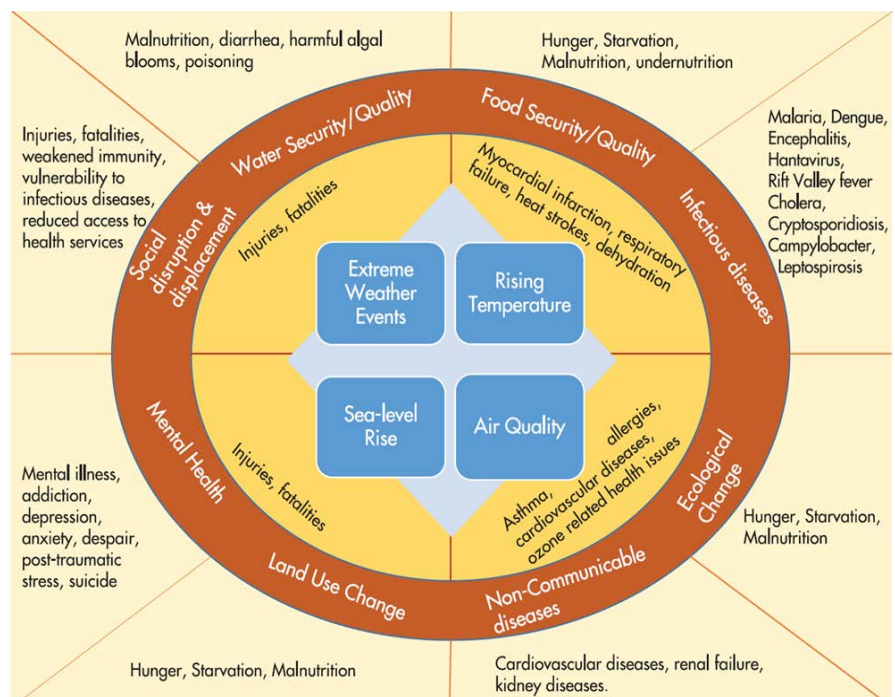 Malnutrition, diarrhea, harmful algal
blooms, poisoning
Hunger, Starvation,
Malnutrition, undernutrition
Injuries, fatalities,
weakened immunity,
vulnerability to
infectious diseases,
reduced access to
health services
Malaria, Dengue,
Encephalitis,
Hantavirus,
Rift Valley fever
Cholera,
Cryptosporidiosis,
Campylobacter,
Leptospirosis
Water Security/Quality
Food Security/Quality
Social
disruption &
displacement
Infectious diseases
Injuries, fatalities
Myocardial infarction, respiratory
failure, heat strokes, dehydration
Extreme
Weather
Events
Rising
Temperature
Sea-level
Rise
Air Quality
Injuries, fatalities
Asthma, allergies,
cardiovascular diseases,
ozone related health issues
Mental Health
Ecological
Change
Land Use Change
Non-Communicable
diseases
Mental illness,
addiction,
depression,
anxiety, despair,
post-traumatic
stress, suicide
Hunger, Starvation,
Malnutrition
Hunger, Starvation, Malnutrition
Cardiovascular diseases, renal failure,
kidney diseases.